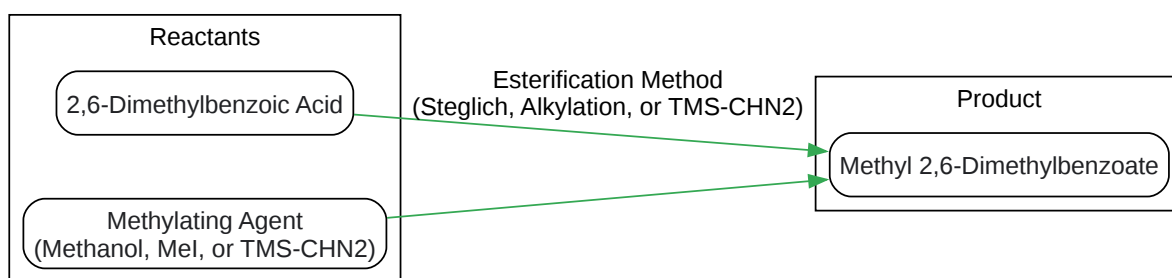 Reactants
2,6-Dimethylbenzoic Acid
Methylating Agent
(Methanol, MeI, or TMS-CHN2)
Esterification Method
(Steglich, Alkylation, or TMS-CHN2)
Product
Methyl 2,6-Dimethylbenzoate